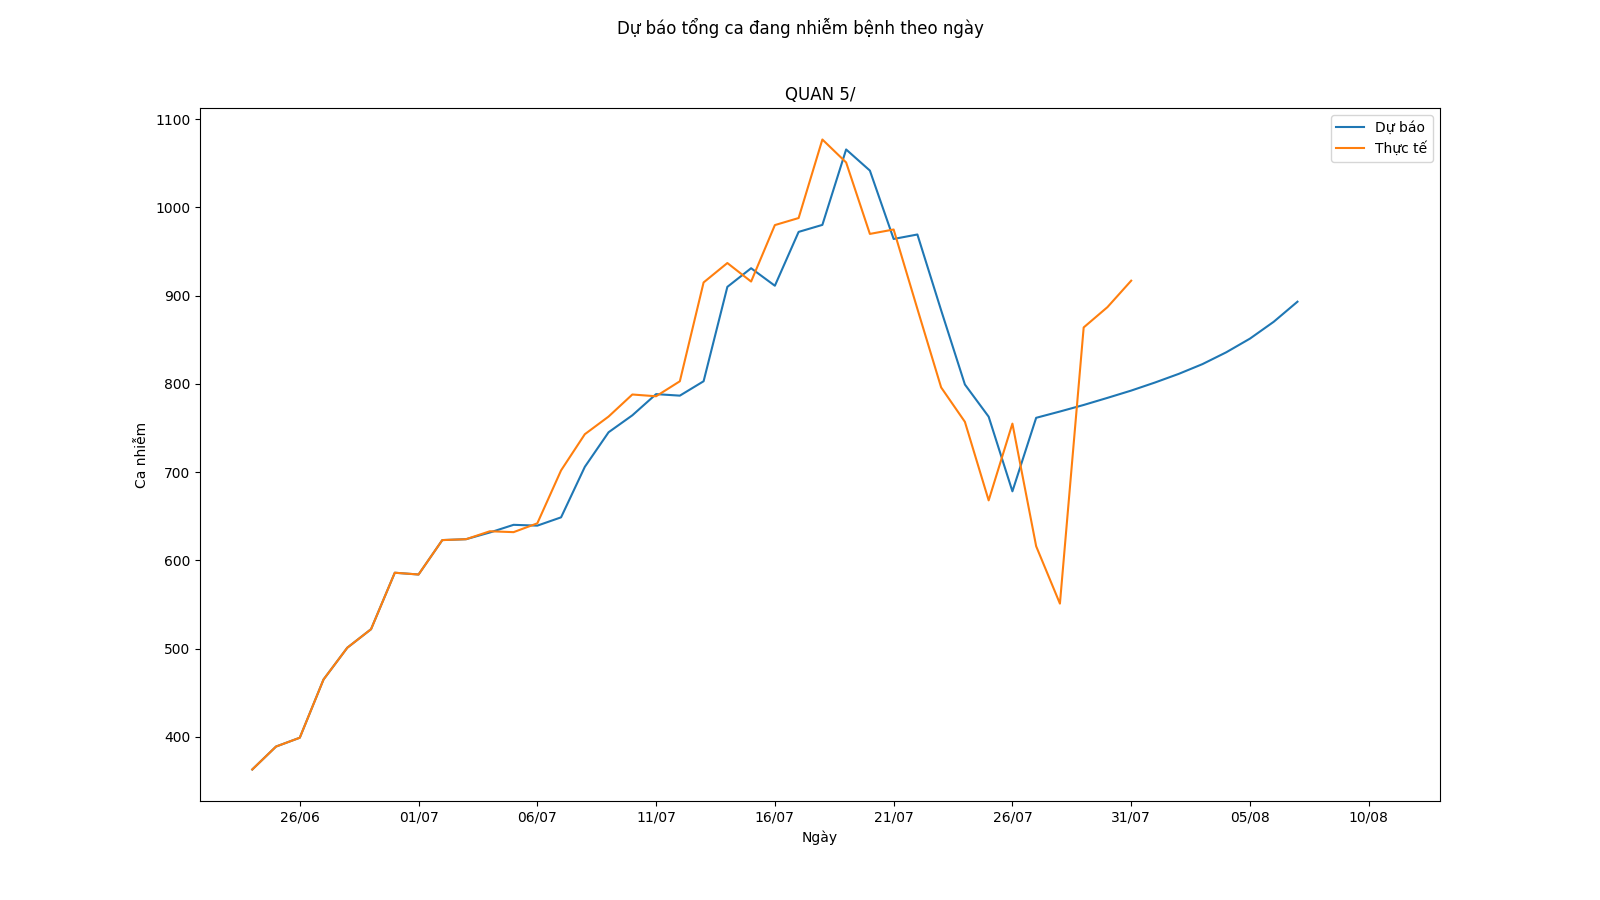 Dự báo tổng ca đang nhiễm bệnh theo ngày
QUAN 5/
1100
1000
900
800
700
600
500
400
Ca nhiễm
Dự báo
Thực tế
26/06 01/07 06/07 11/07 16/07 21/07 26/07 31/07 05/08 10/08
Ngày